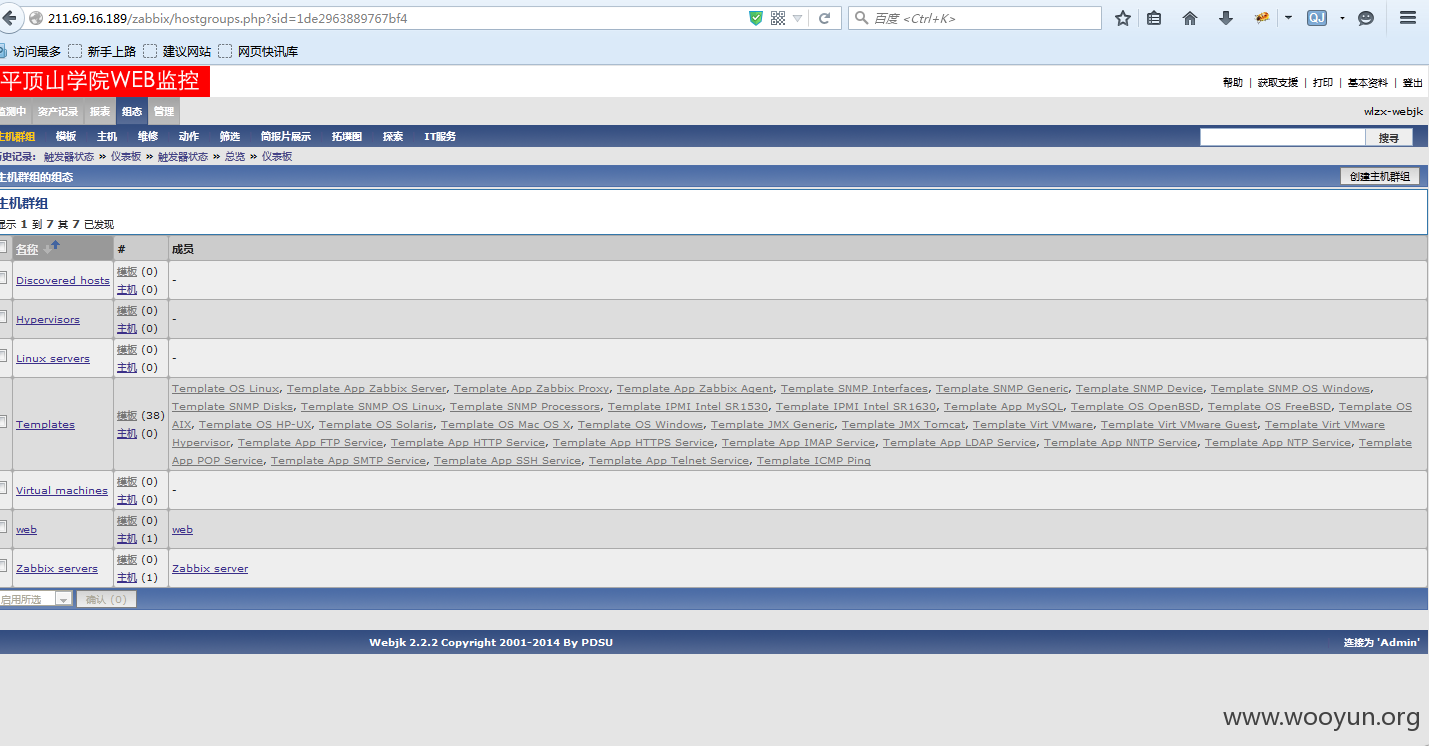 211.69.16.189/zabbix/hostgroups.php?sid=1de2963889767bf4
百度 <Ctrl+K>
QJ
访问最多 新手上路 建议网站 网页快讯库
平顶山学院WEB监控
帮助 | 获取支援 | 打印 | 基本资料 | 登出
监测中 资产记录 报表 组态 管理
wlzx-webjk
主机群组 模板 主机 维修 动作 筛选 简报片展示 拓墣图 探索 IT服务
搜寻
历史记录: 触发器状态 » 仪表板 » 触发器状态 » 总览 » 仪表板
主机群组的组态
创建主机群组
主机群组
显示 1 到 7 其 7 已发现
名称 # 成员
Discovered hosts 模板 (0) 主机 (0) -
Hypervisors 模板 (0) 主机 (0) -
Linux servers 模板 (0) 主机 (0) -
Templates 模板 (38) 主机 (0)
Template OS Linux, Template App Zabbix Server, Template App Zabbix Proxy, Template App Zabbix Agent, Template SNMP Interfaces, Template SNMP Generic, Template SNMP Device, Template SNMP OS Windows,
Template SNMP Disks, Template SNMP OS Linux, Template SNMP Processors, Template IPMI Intel SR1530, Template IPMI Intel SR1630, Template App MySQL, Template OS OpenBSD, Template OS FreeBSD, Template OS
AIX, Template OS HP-UX, Template OS Solaris, Template OS Mac OS X, Template OS Windows, Template JMX Generic, Template JMX Tomcat, Template Virt VMware, Template Virt VMware Guest, Template Virt VMware
Hypervisor, Template App FTP Service, Template App HTTP Service, Template App HTTPS Service, Template App IMAP Service, Template App LDAP Service, Template App NNTP Service, Template App NTP Service, Template
App POP Service, Template App SMTP Service, Template App SSH Service, Template App Telnet Service, Template ICMP Ping
Virtual machines 模板 (0) 主机 (0) -
web 模板 (0) 主机 (1) web
Zabbix servers 模板 (0) 主机 (1) Zabbix server
启用所选 确认 (0)
Webjk 2.2.2 Copyright 2001-2014 By PDSU
连接为 'Admin'
www.wooyun.org